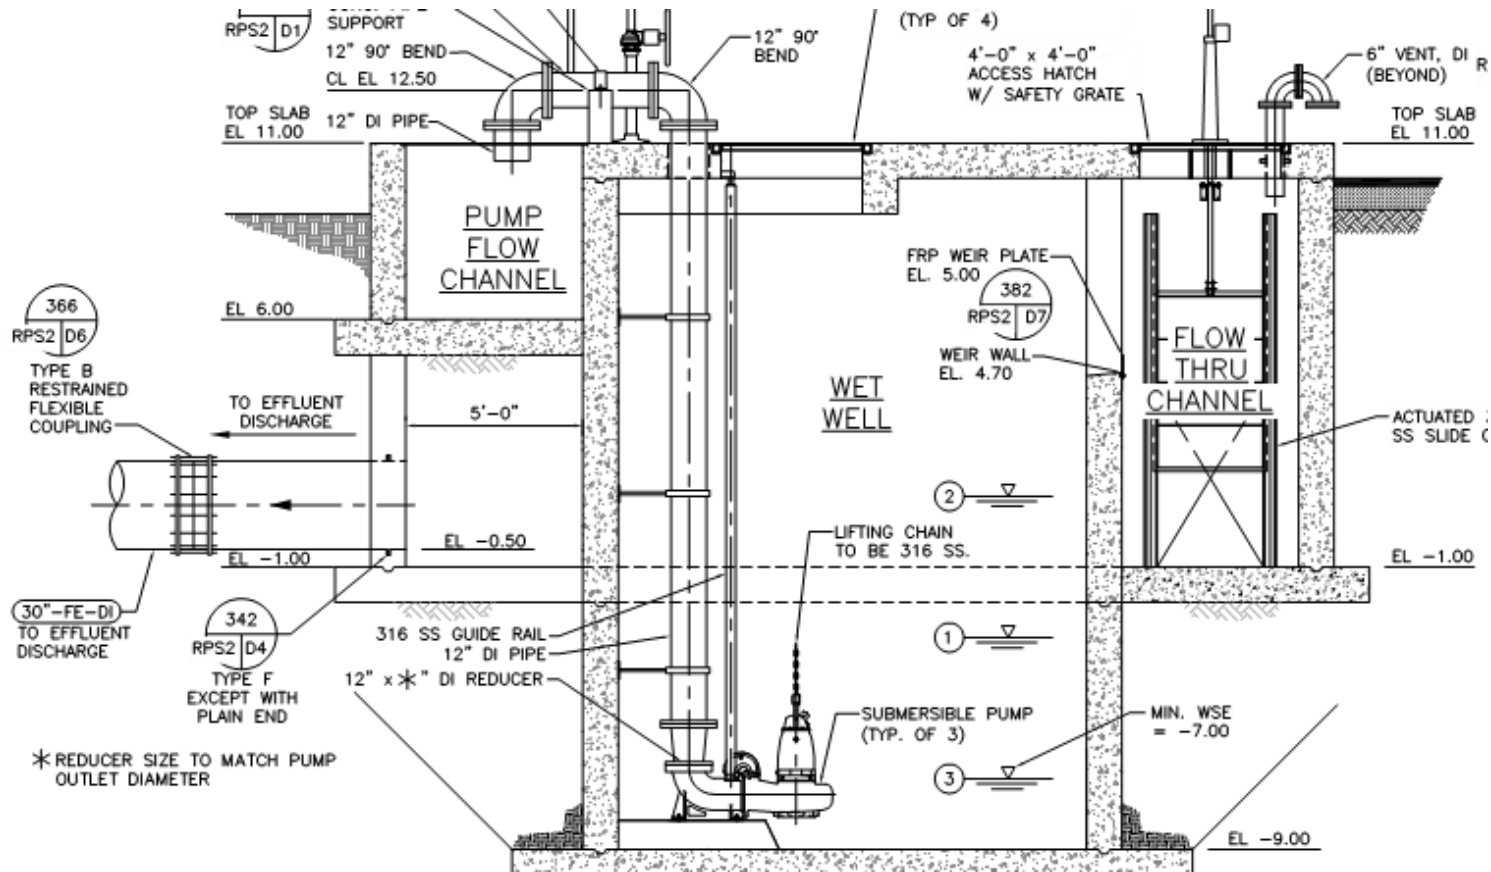 RPS2 D1
SUPPORT
12" 90° BEND
CL EL 12.50
TOP SLAB
EL 11.00
12" DI PIPE
12" 90°
BEND
(TYP OF 4)
4'-0" x 4'-0"
ACCESS HATCH
W/ SAFETY GRATE
6" VENT, DI
(BEYOND)
R
TOP SLAB
EL 11.00
PUMP
FLOW
CHANNEL
EL 6.00
366
RPS2 D6
TYPE B
RESTRAINED
FLEXIBLE
COUPLING
TO EFFLUENT
DISCHARGE
5'-0"
FRP WEIR PLATE
EL. 5.00
382
RPS2 D7
WEIR WALL
EL. 4.70
WET
WELL
FLOW
THRU
CHANNEL
ACTUATED
SS SLIDE
2
LIFTING CHAIN
TO BE 316 SS.
EL -0.50
EL -1.00
EL -1.00
30"-FE-DI
TO EFFLUENT
DISCHARGE
342
RPS2 D4
TYPE F
EXCEPT WITH
PLAIN END
316 SS GUIDE RAIL
12" DI PIPE
12" x * " DI REDUCER
1
SUBMERSIBLE PUMP
(TYP. OF 3)
MIN. WSE
= -7.00
3
* REDUCER SIZE TO MATCH PUMP
OUTLET DIAMETER
EL -9.00